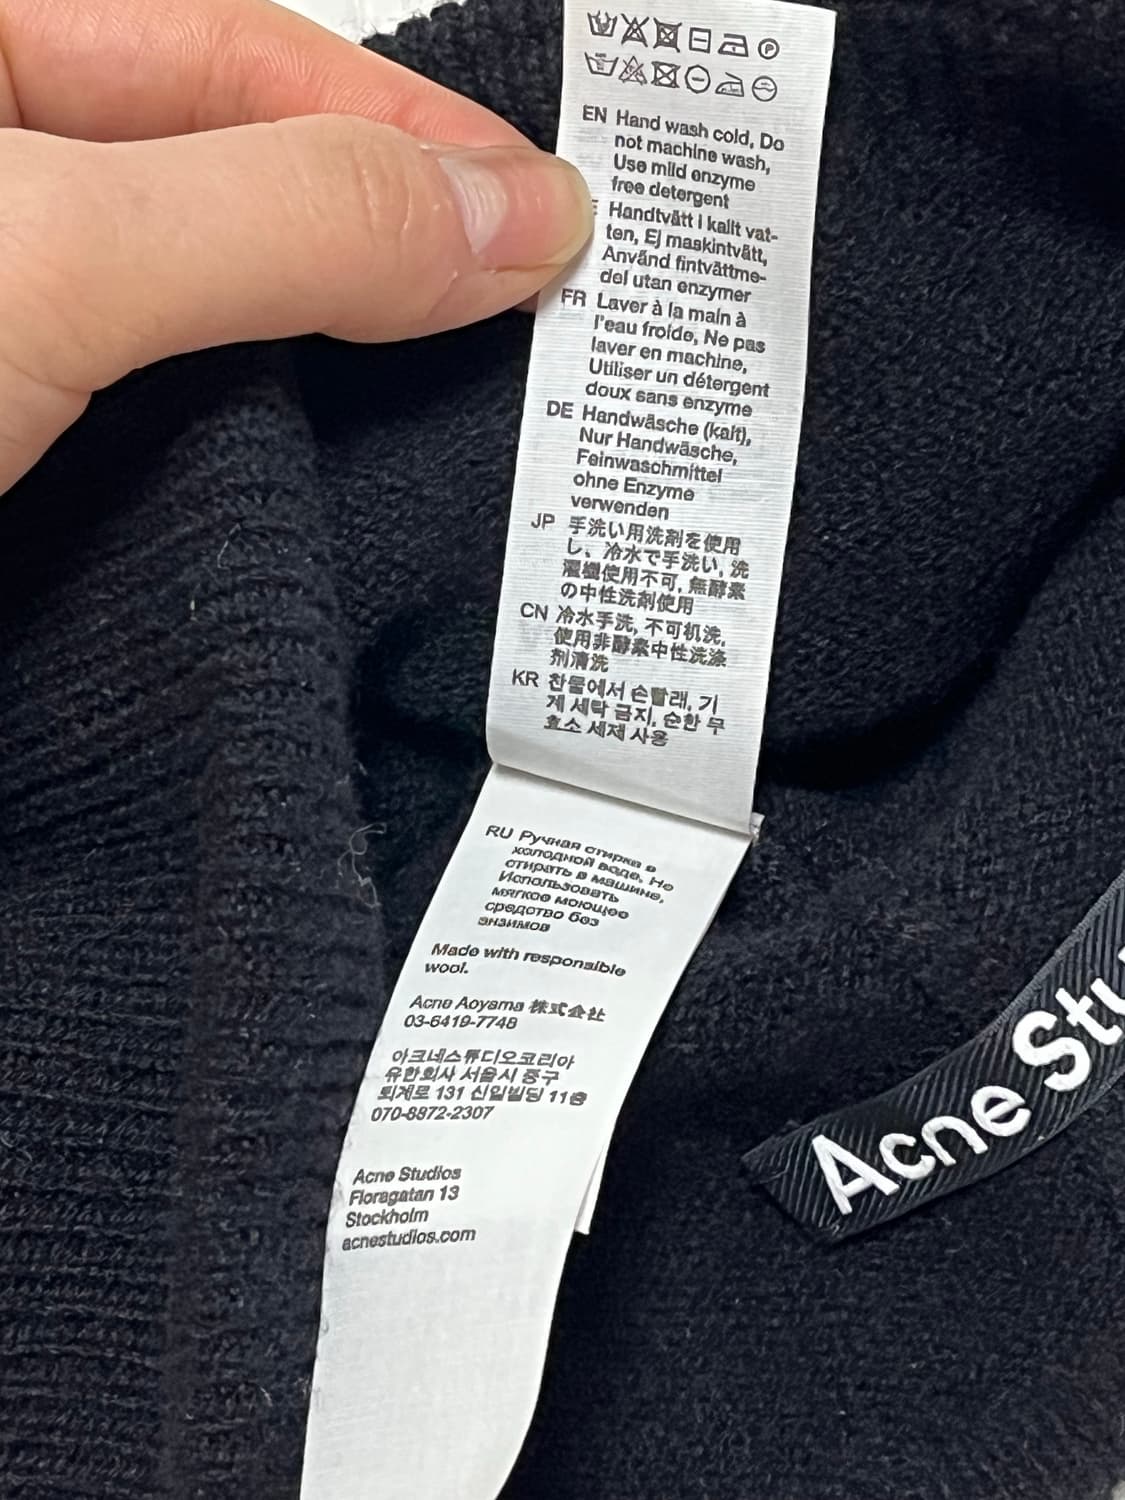 EN Hand wash cold, Do
not machine wash,
Use mild enzyme
free detergent
E Handtvätt i kallt vat-
ten, Ej maskintvätt,
Använd fintvättme-
del utan enzymer
FR Laver à la main à
l'eau froide, Ne pas
laver en machine,
Utiliser un détergent
doux sans enzyme
DE Handwäsche (kalt),
Nur Handwäsche,
Feinwaschmittel
ohne Enzyme
verwenden
JP 手洗い用洗剤を使用
し、冷水で手洗い, 洗
濯機使用不可, 無酵素
の中性洗剤使用
CN 冷水手洗, 不可机洗,
使用非酵素中性洗涤
剂清洗
KR 찬물에서 손빨래, 기
계 세탁 금지, 순한 무
효소 세제 사용
RU Ручная стирка в
холодной воде. Не
стирать в машине,
Использовать
мягкое моющее
средство без
энзимов
Made with responsible
wool.
Acne Aoyama 株式会社
03-6419-7748
아크네스튜디오코리아
유한회사 서울시 중구
퇴계로 131 신일빌딩 11층
070-8872-2307
Acne Studios
Floragatan 13
Stockholm
acnestudios.com
Acne Stu